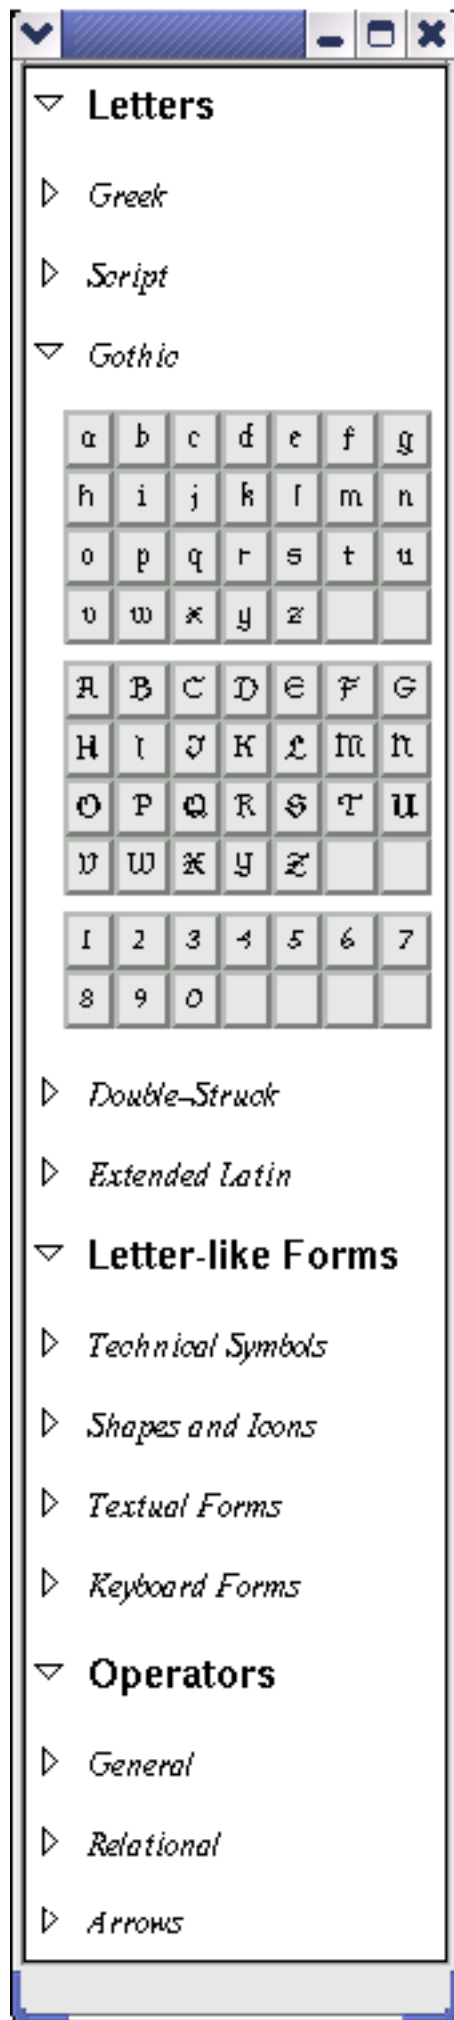 Letters
Greek
Script
Gothic
a b c d e f g
h i j k l m n
o p q r s t u
v w x y z
A B C D E F G
H I J K L M N
O P Q R S T U
V W X Y Z
1 2 3 4 5 6 7
8 9 0
Double-Struck
Extended Latin
Letter-like Forms
Technical Symbols
Shapes and Icons
Textual Forms
Keyboard Forms
Operators
General
Relational
Arrows